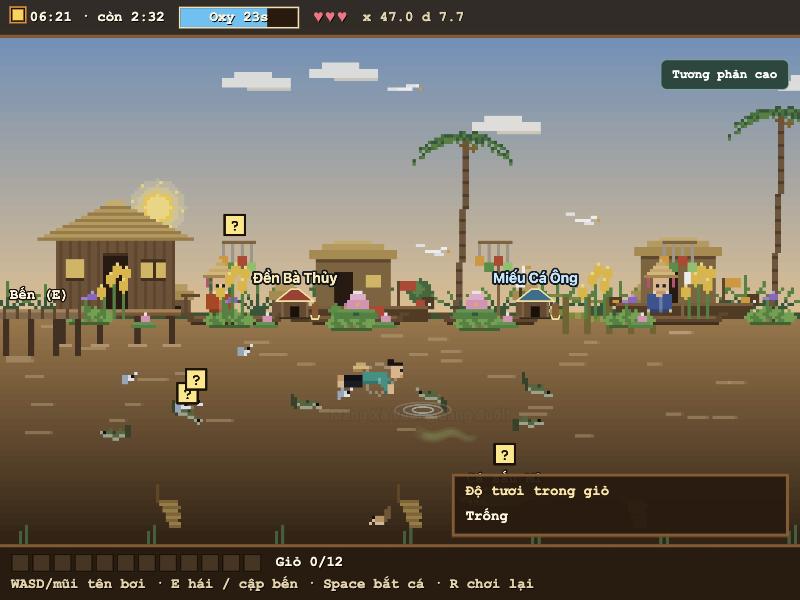 06:21 · còn 2:32
Oxy 23s
x 47.0 d 7.7
Tương phản cao
?
Đền Bà Thủy
Miếu Cá Ông
Bến (E)
?
?
?
Độ tươi trong giỏ
Trống
Giỏ 0/12
WASD/mũi tên bơi · E hái / cập bến · Space bắt cá · R chơi lại